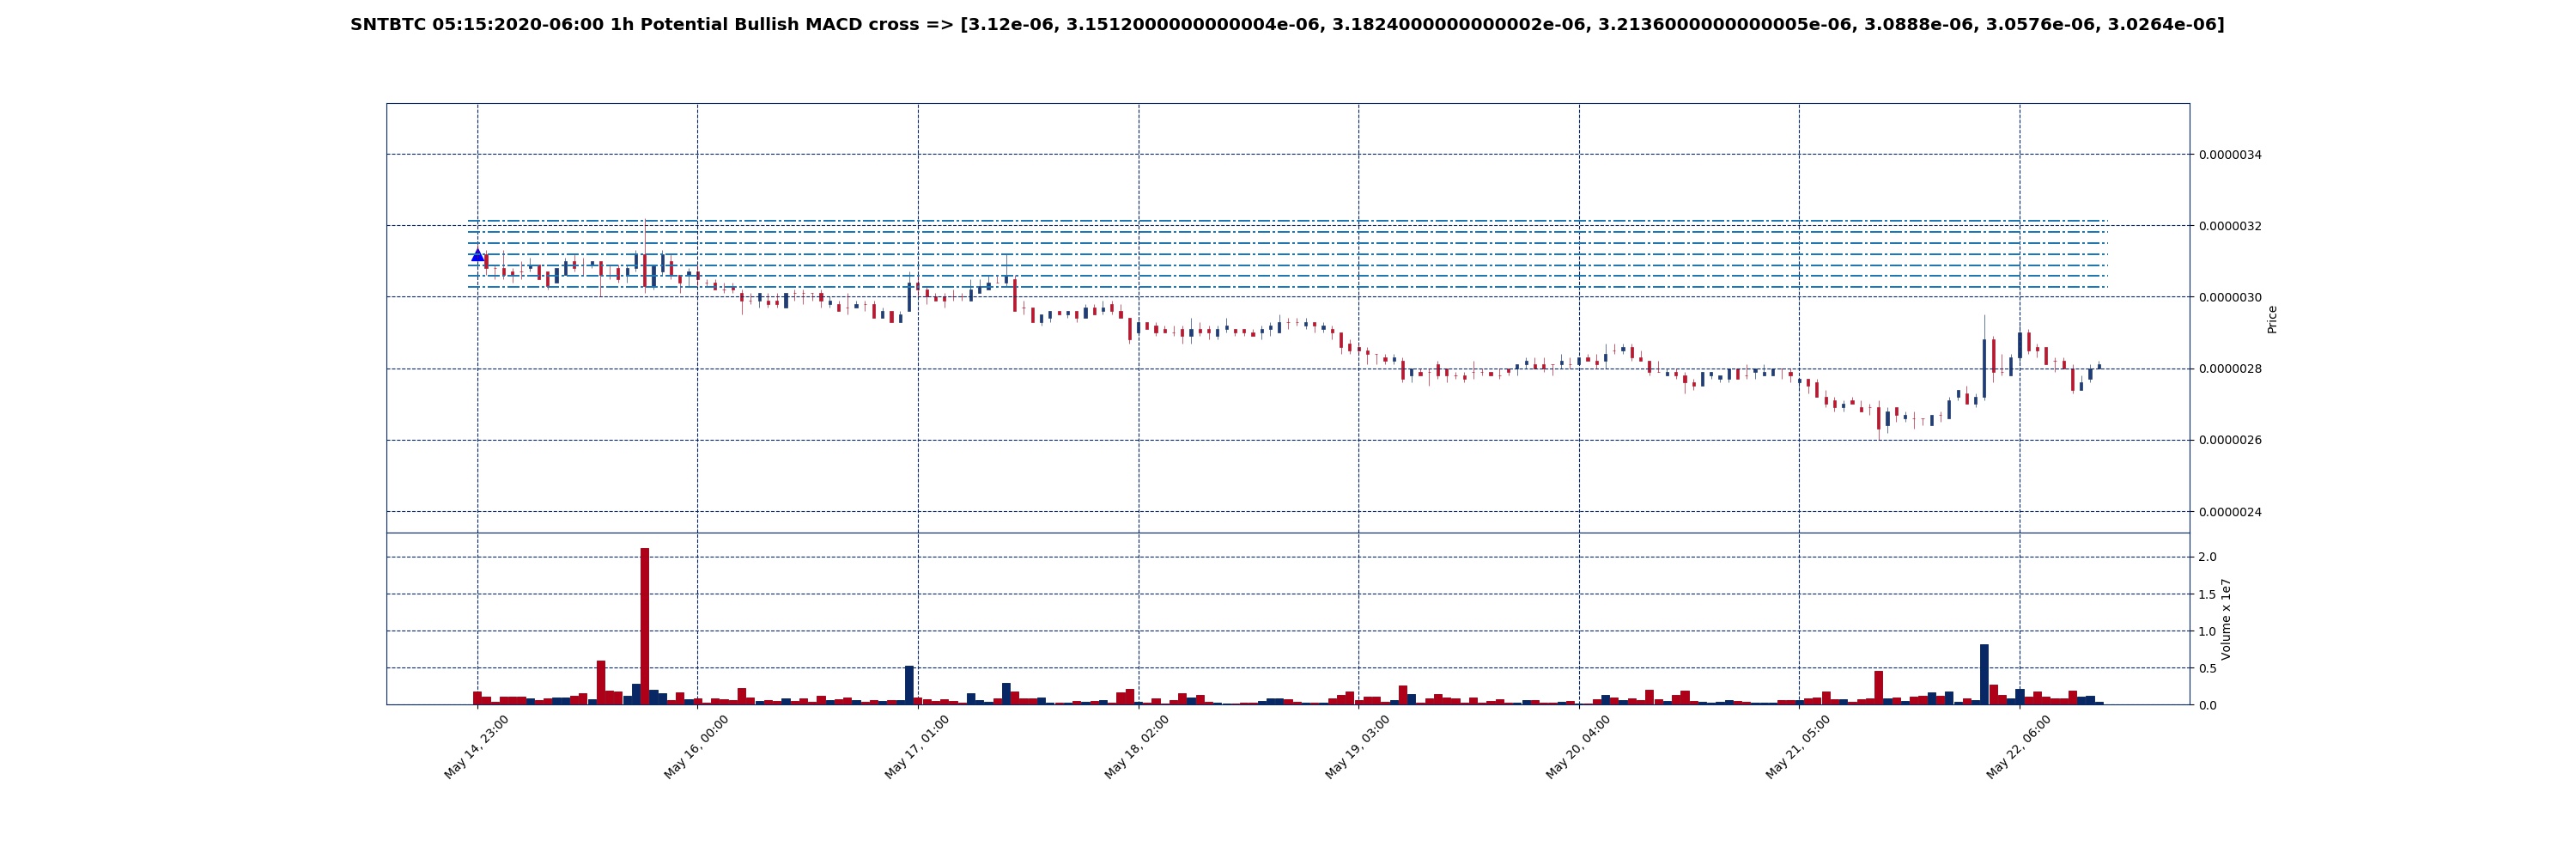 SNTBTC 05:15:2020-06:00 1h Potential Bullish MACD cross => [3.12e-06, 3.1512000000000004e-06, 3.1824000000000002e-06, 3.2136000000000005e-06, 3.0888e-06, 3.0576e-06, 3.0264e-06]
0.0000034
0.0000032
0.0000030
0.0000028
0.0000026
0.0000024
Price
2.0
1.5
1.0
0.5
0.0
Volume x 1e7
May 14, 23:00
May 16, 00:00
May 17, 01:00
May 18, 02:00
May 19, 03:00
May 20, 04:00
May 21, 05:00
May 22, 06:00